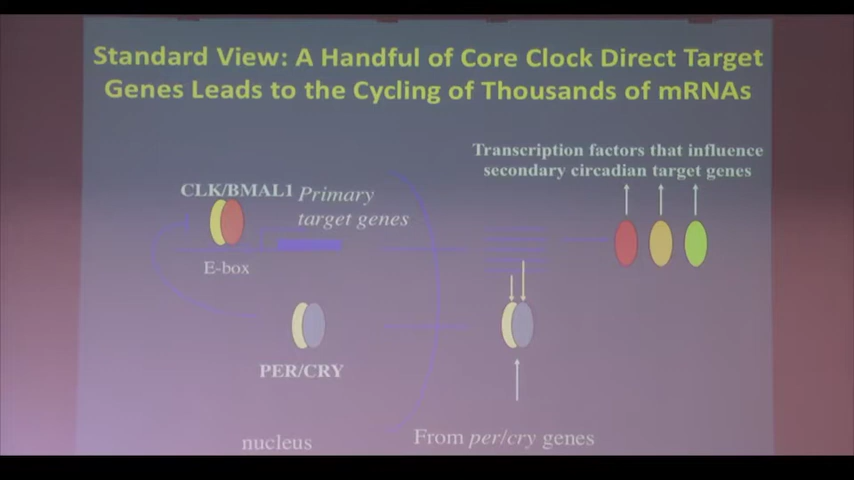 Standard View: A Handful of Core Clock Direct Target
Genes Leads to the Cycling of Thousands of mRNAs
Transcription factors that influence
secondary circadian target genes
CLK/BMAL1
Primary
target genes
E-box
PER/CRY
nucleus
From per/cry genes